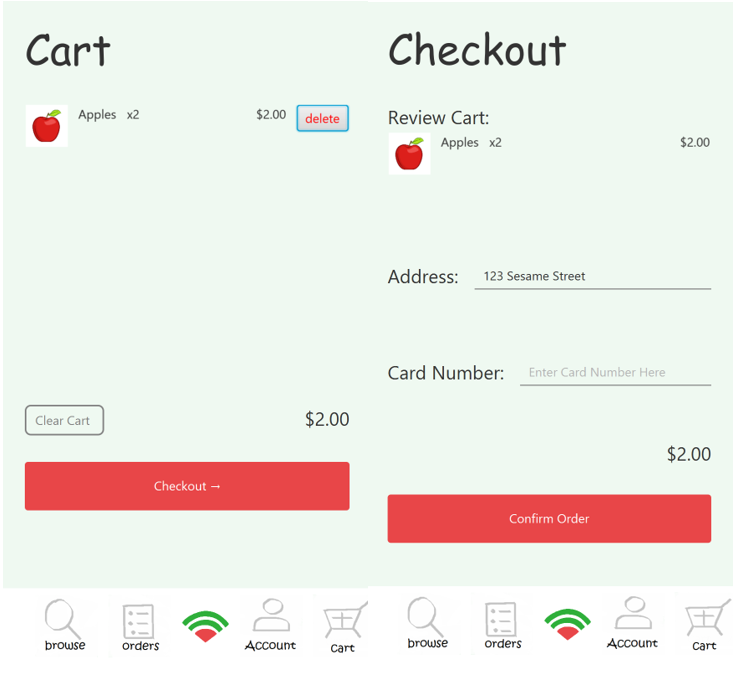 Cart
Apples x2 $2.00 delete
Clear Cart $2.00
Checkout →
browse orders Account cart
Checkout
Review Cart:
Apples x2 $2.00
Address: 123 Sesame Street
Card Number: Enter Card Number Here
$2.00
Confirm Order
browse orders Account cart